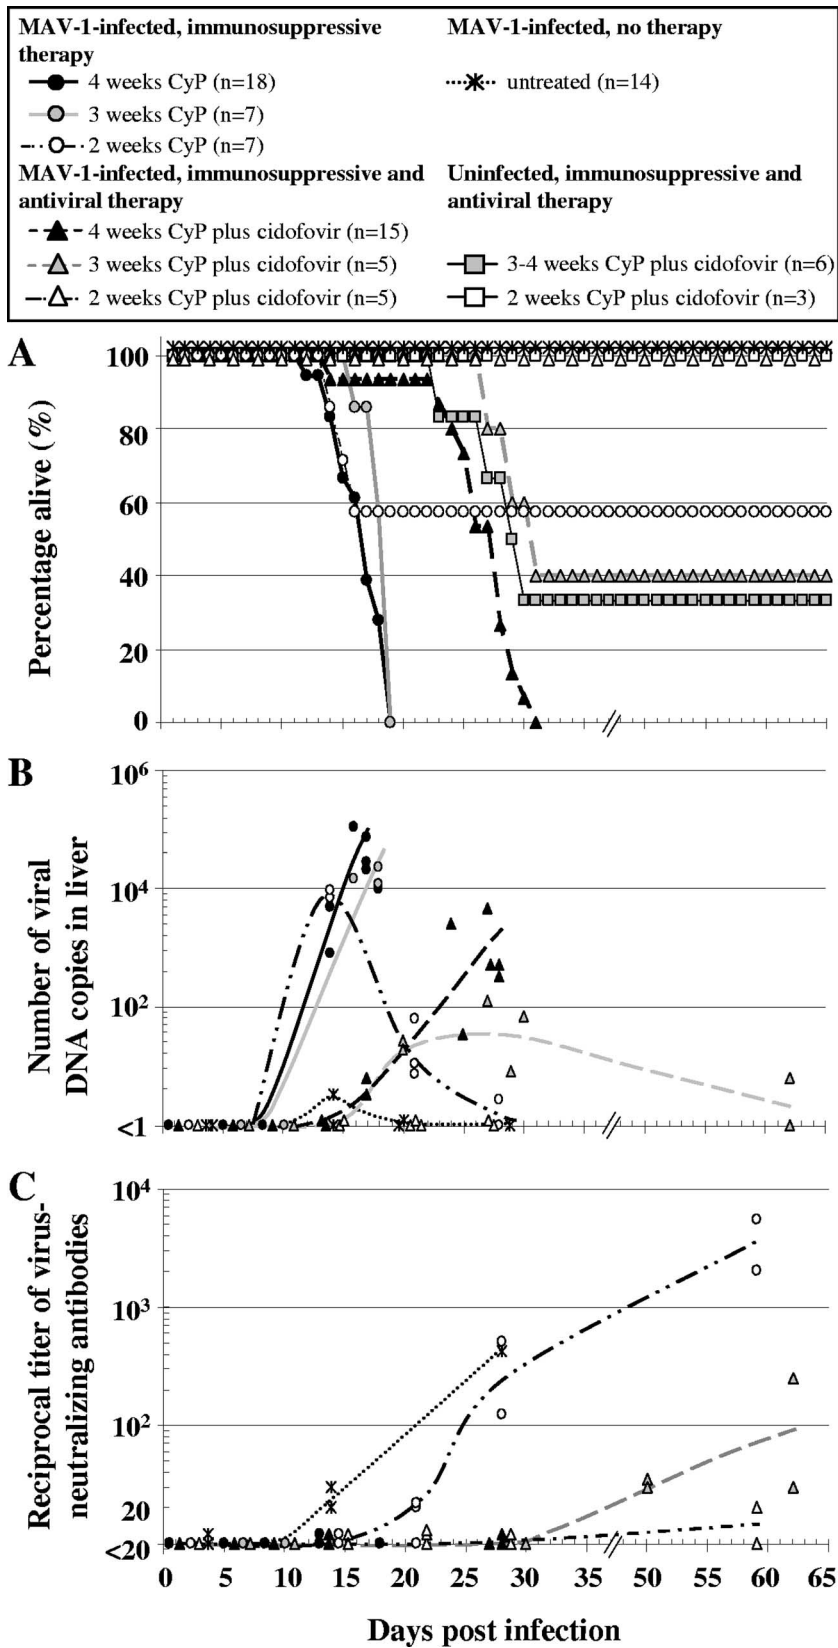 MAV-1-infected, immunosuppressive
therapy
4 weeks CyP (n=18)
3 weeks CyP (n=7)
2 weeks CyP (n=7)
MAV-1-infected, no therapy
untreated (n=14)
MAV-1-infected, immunosuppressive and
antiviral therapy
4 weeks CyP plus cidofovir (n=15)
3 weeks CyP plus cidofovir (n=5)
2 weeks CyP plus cidofovir (n=5)
Uninfected, immunosuppressive and
antiviral therapy
3-4 weeks CyP plus cidofovir (n=6)
2 weeks CyP plus cidofovir (n=3)
A
Percentage alive (%)
100
80
60
40
20
0
B
Number of viral
DNA copies in liver
10⁶
10⁴
10²
<1
C
Reciprocal titer of virus-
neutralizing antibodies
10⁴
10³
10²
20
<20
0 5 10 15 20 25 30 35 50 55 60 65
Days post infection